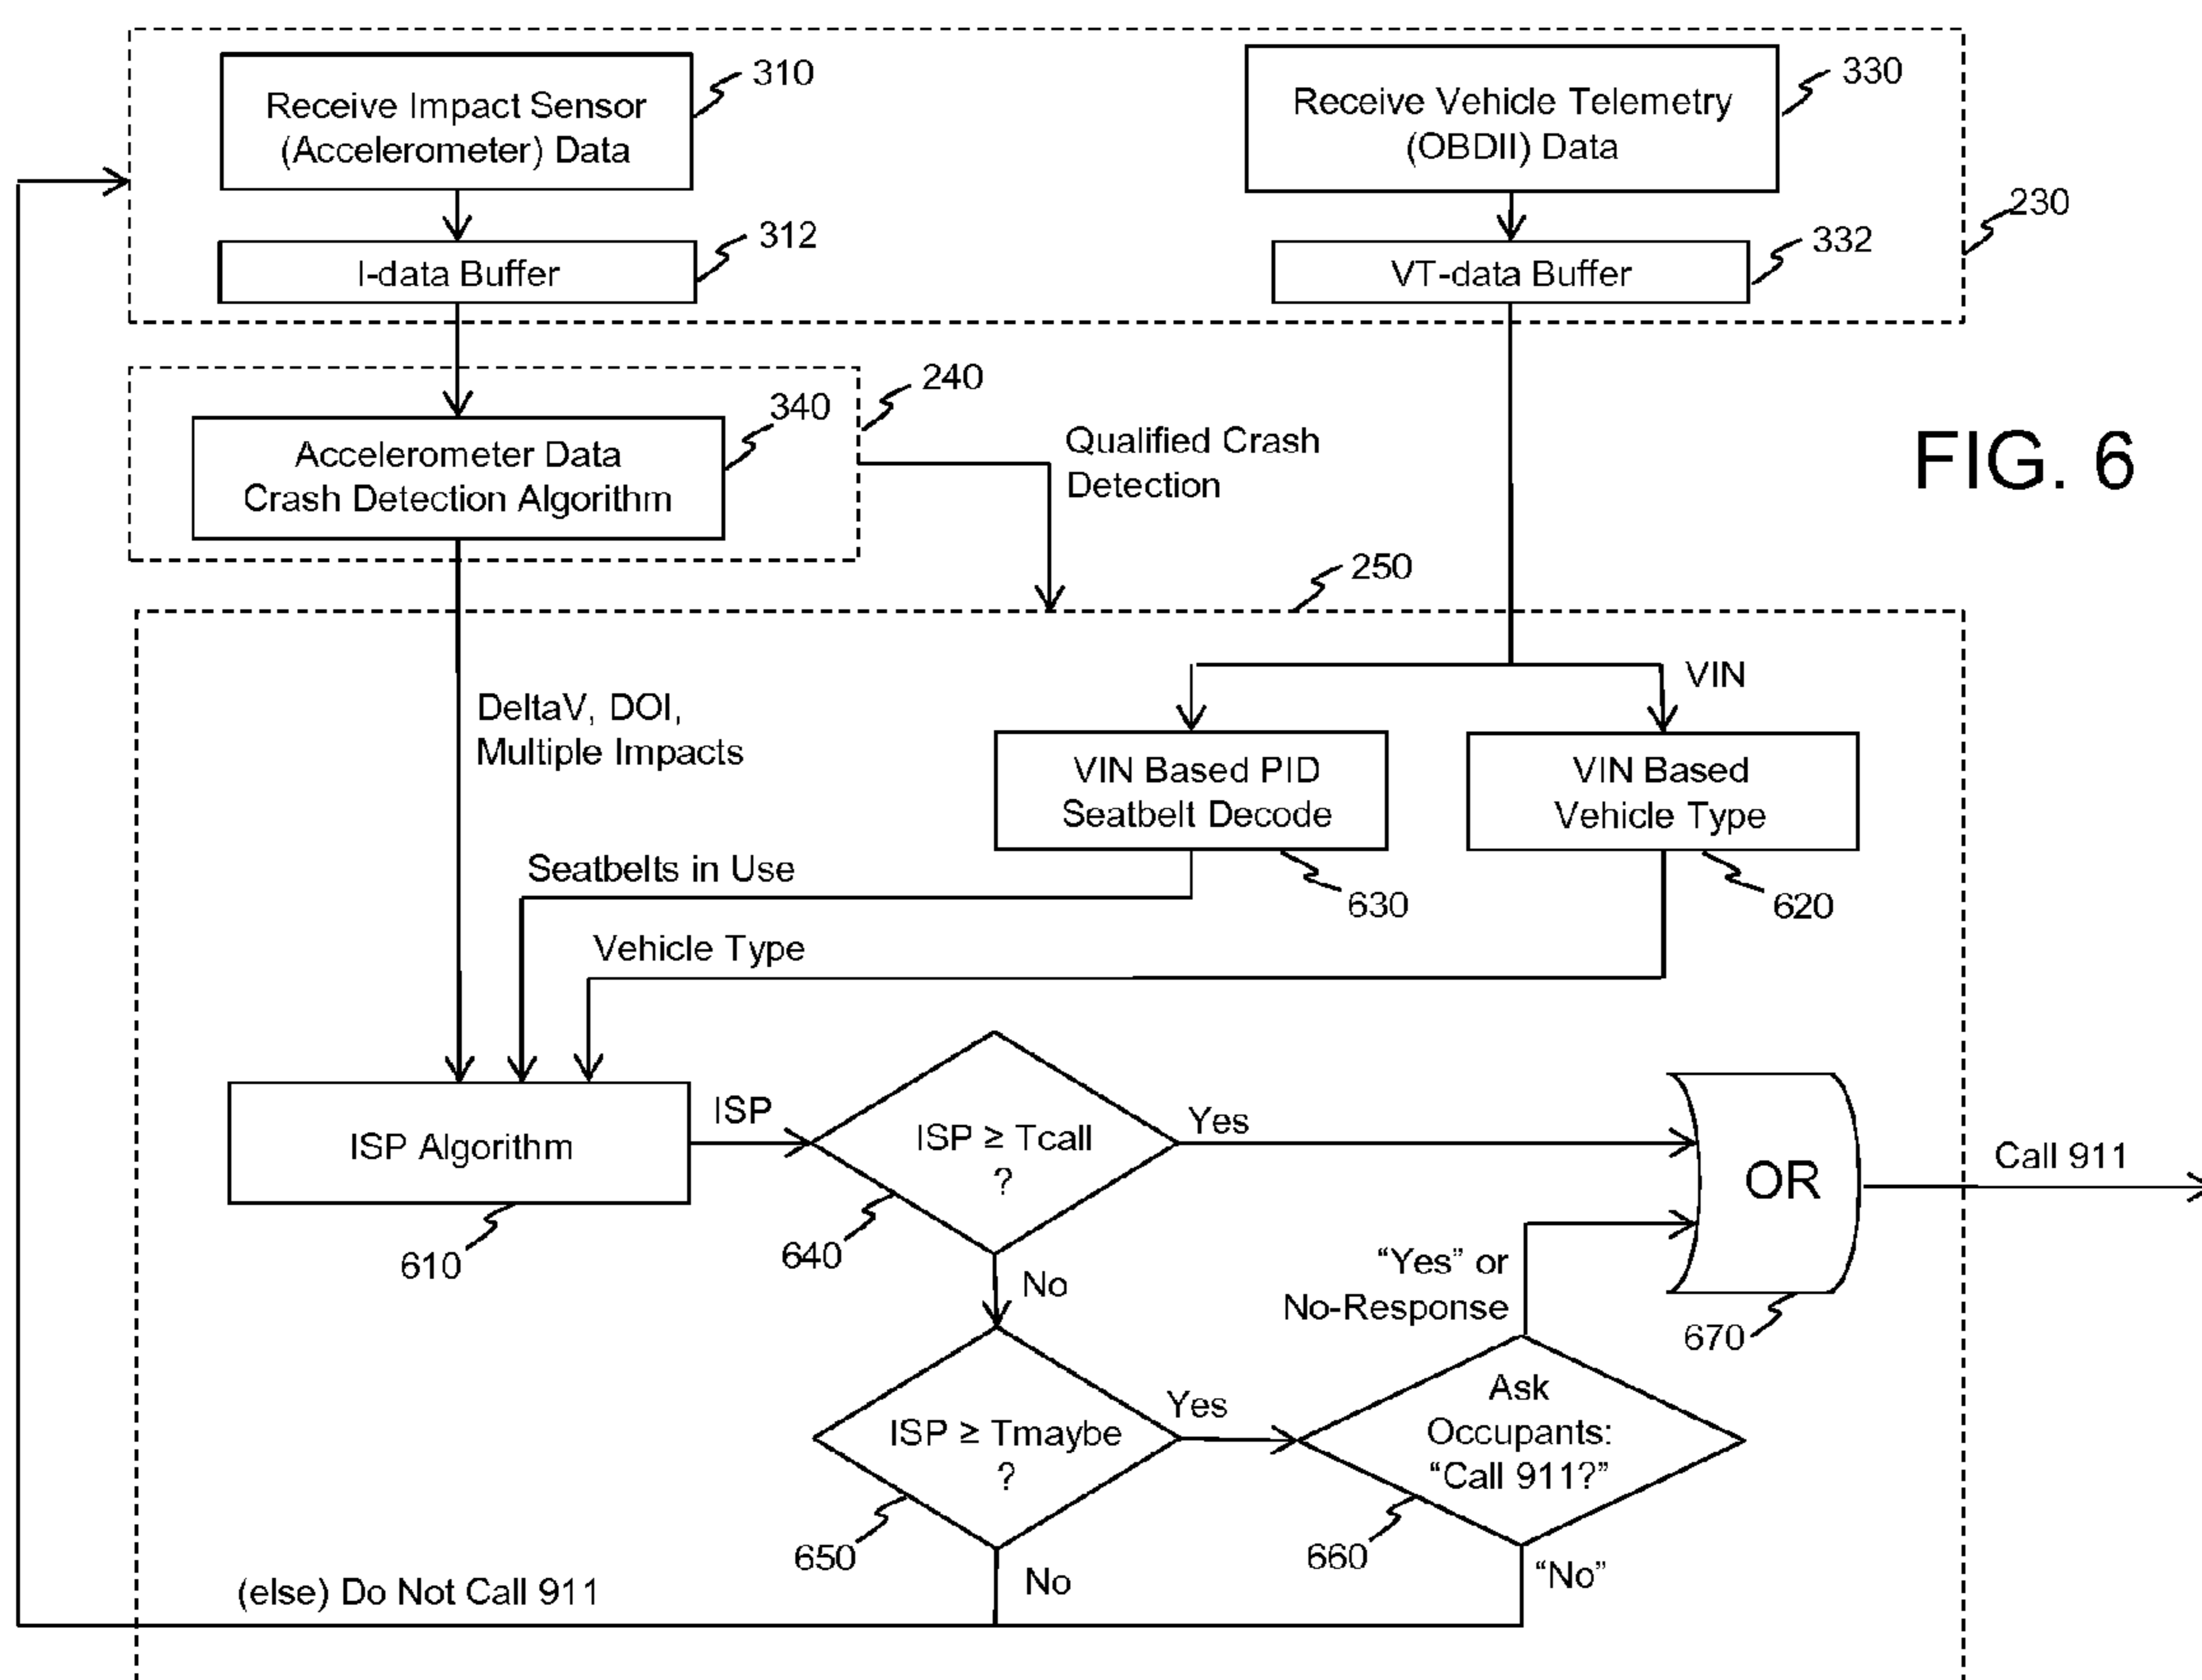 310
Receive Impact Sensor
(Accelerometer) Data
330
Receive Vehicle Telemetry
(OBDII) Data
230
312
I-data Buffer
332
VT-data Buffer
240
340
Accelerometer Data
Crash Detection Algorithm
Qualified Crash
Detection
FIG. 6
250
DeltaV, DOI,
Multiple Impacts
VIN
VIN Based PID
Seatbelt Decode
VIN Based
Vehicle Type
Seatbelts in Use
630
620
Vehicle Type
ISP Algorithm
ISP
610
ISP ≥ Tcall
?
Yes
640
No
OR
Call 911
670
“Yes” or
No-Response
ISP ≥ Tmaybe
?
Yes
650
No
Ask
Occupants:
“Call 911?”
660
“No”
(else) Do Not Call 911